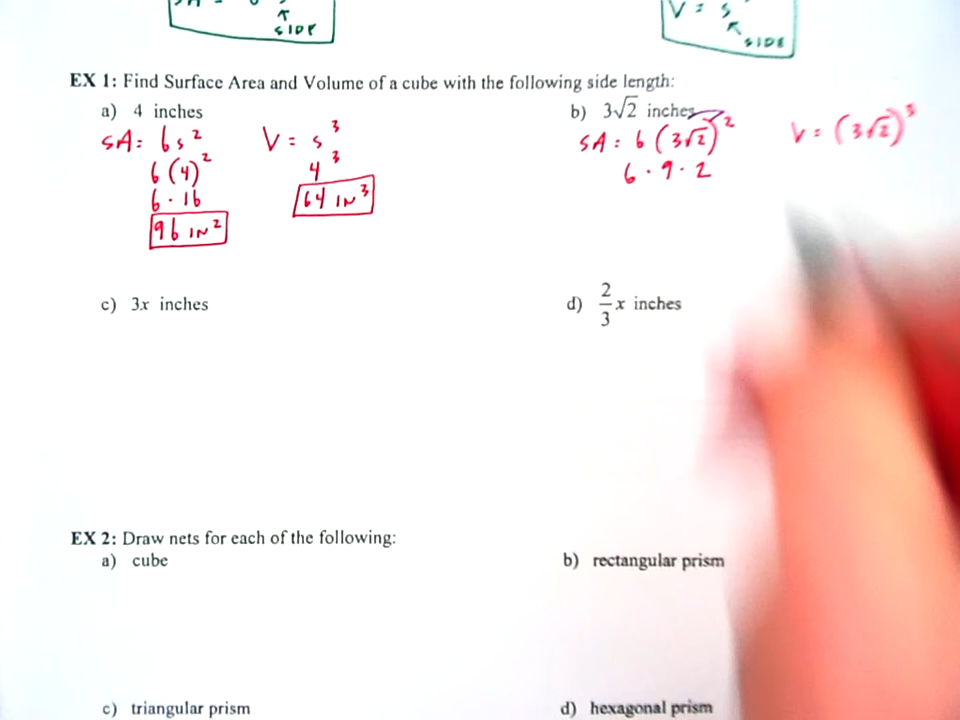 SIDE
V = s
SIDE
EX 1: Find Surface Area and Volume of a cube with the following side length:
a) 4 inches
b) 3√2 inches
SA: 6s²
V = s³
SA: 6(3√2)²
V = (3√2)³
6(4)²
4³
6 · 9 · 2
6 · 16
64 IN³
96 IN²
c) 3x inches
d) 2/3 x inches
EX 2: Draw nets for each of the following:
a) cube
b) rectangular prism
c) triangular prism
d) hexagonal prism